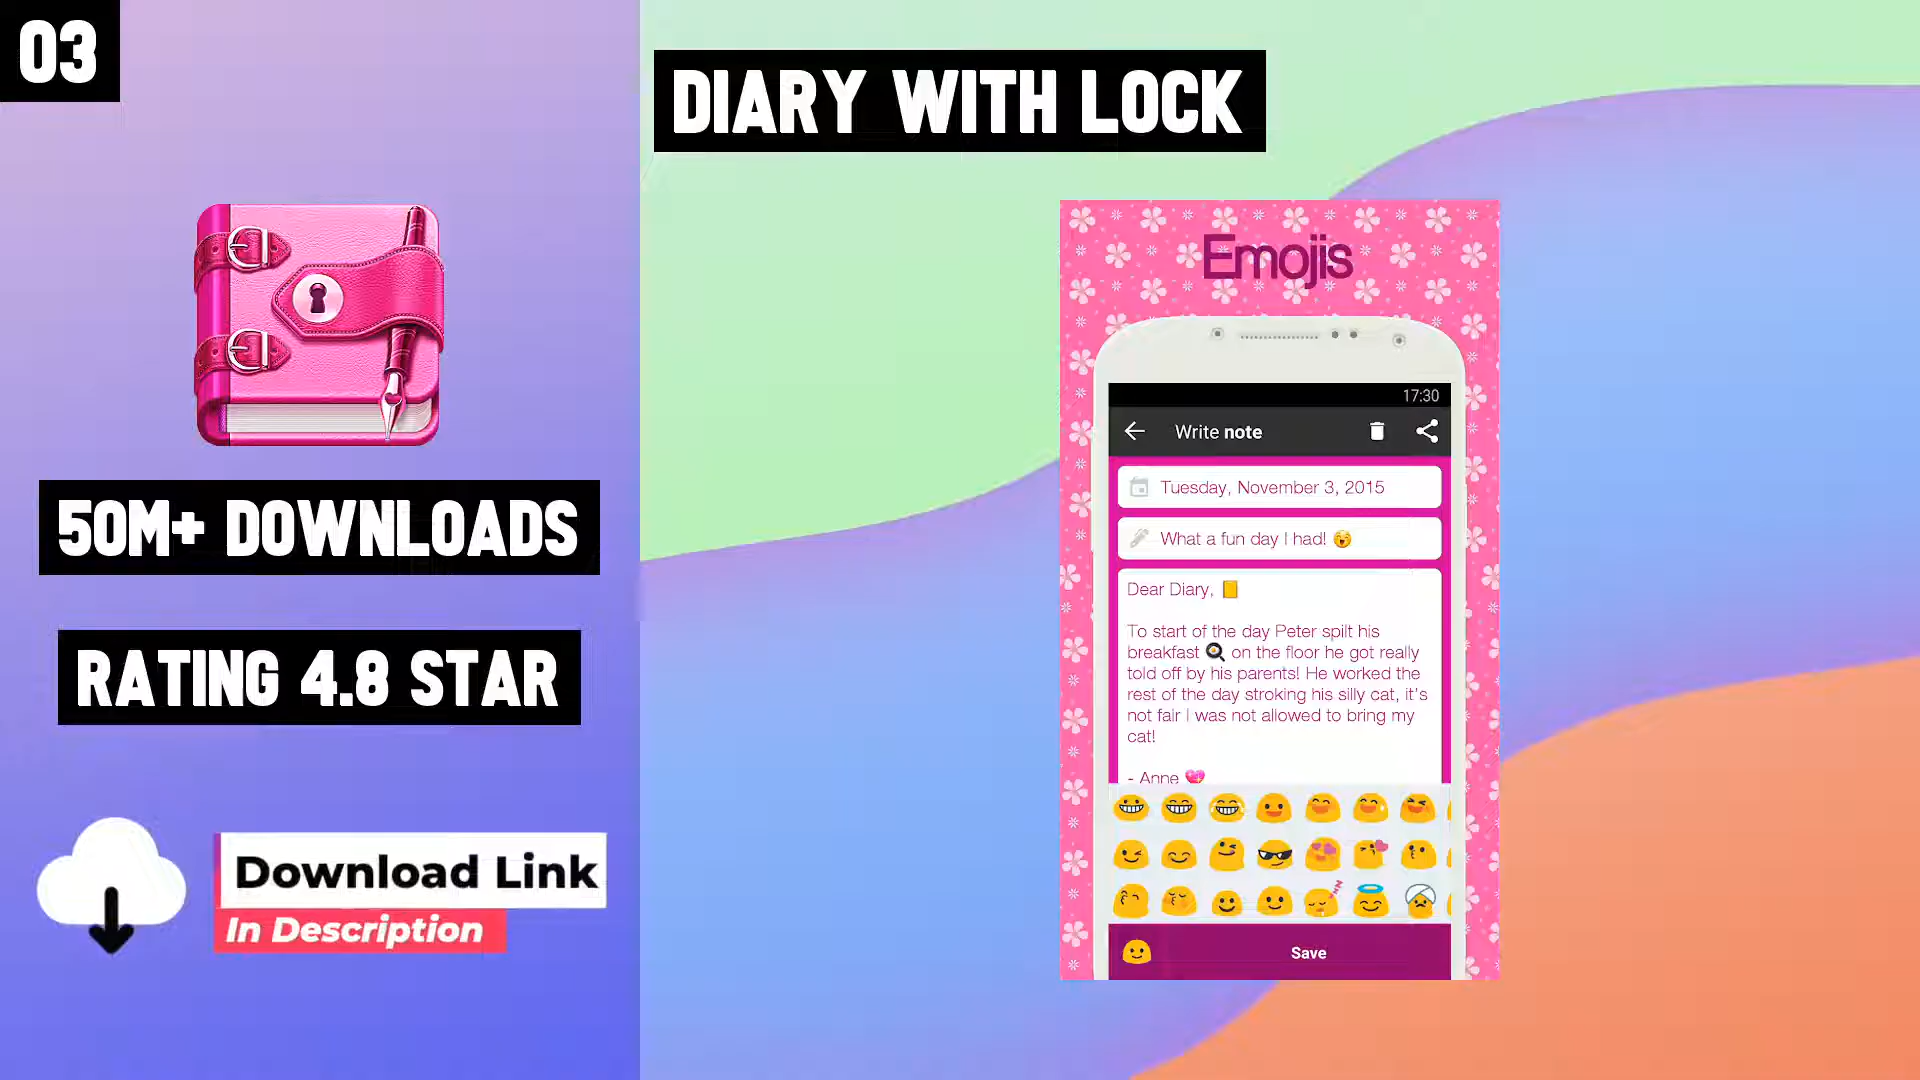 03
DIARY WITH LOCK
50M+ DOWNLOADS
RATING 4.8 STAR
Download Link
In Description
Emojis
17:30
Write note
Tuesday, November 3, 2015
What a fun day I had! 😄
Dear Diary, 📒
To start of the day Peter spilt his
breakfast 🍳 on the floor he got really
told off by his parents! He worked the
rest of the day stroking his silly cat, it's
not fair I was not allowed to bring my
cat!
- Anne 💖
Save